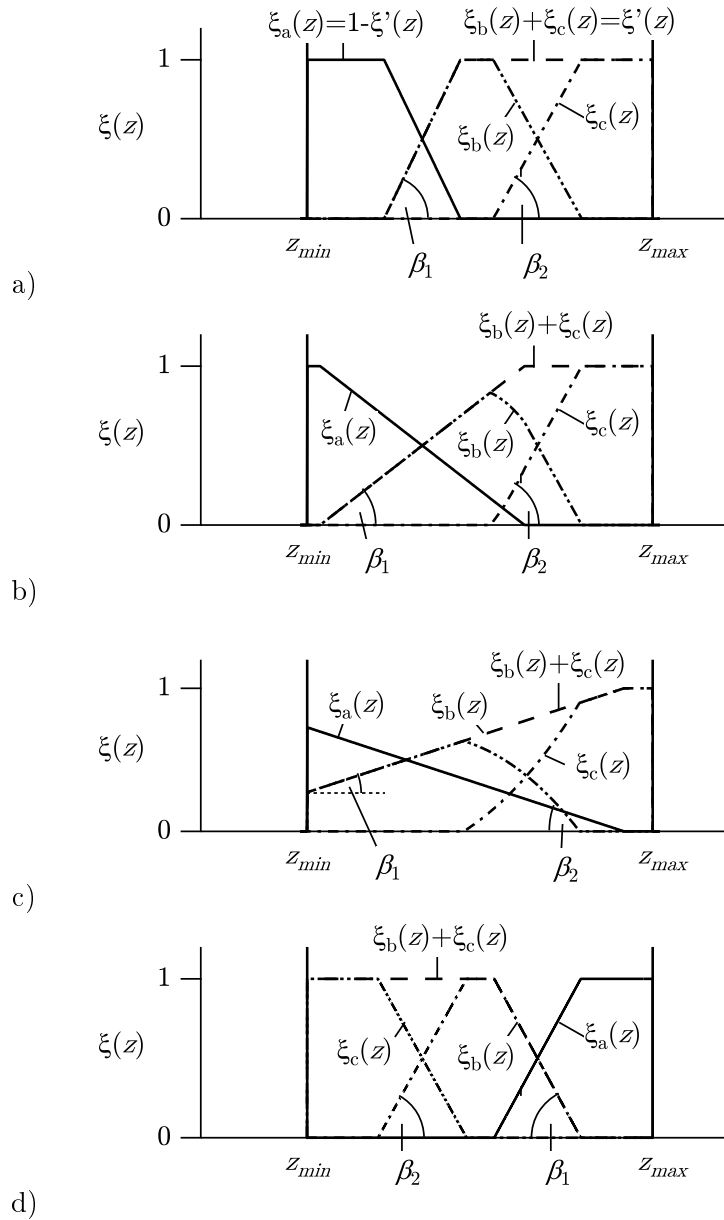 ξa(z)=1-ξ'(z) ξb(z)+ξc(z)=ξ'(z)
1
ξ(z) ξb(z) ξc(z)
0
zmin β1 β2 zmax
a)
ξb(z)+ξc(z)
1
ξ(z) ξa(z) ξb(z) ξc(z)
0
zmin β1 β2 zmax
b)
ξb(z)+ξc(z)
1 ξa(z) ξb(z)
ξ(z) ξc(z)
0
zmin β1 β2 zmax
c)
ξb(z)+ξc(z)
1
ξ(z) ξc(z) ξb(z) ξa(z)
0
zmin β2 β1 zmax
d)